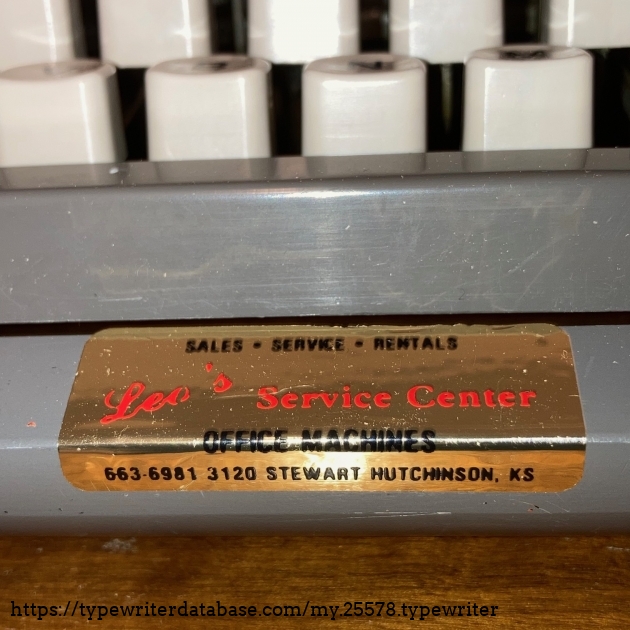 SALES • SERVICE • RENTALS
Leo's Service Center
OFFICE MACHINES
663-6981 3120 STEWART HUTCHINSON, KS
https://typewriterdatabase.com/my.25578.typewriter